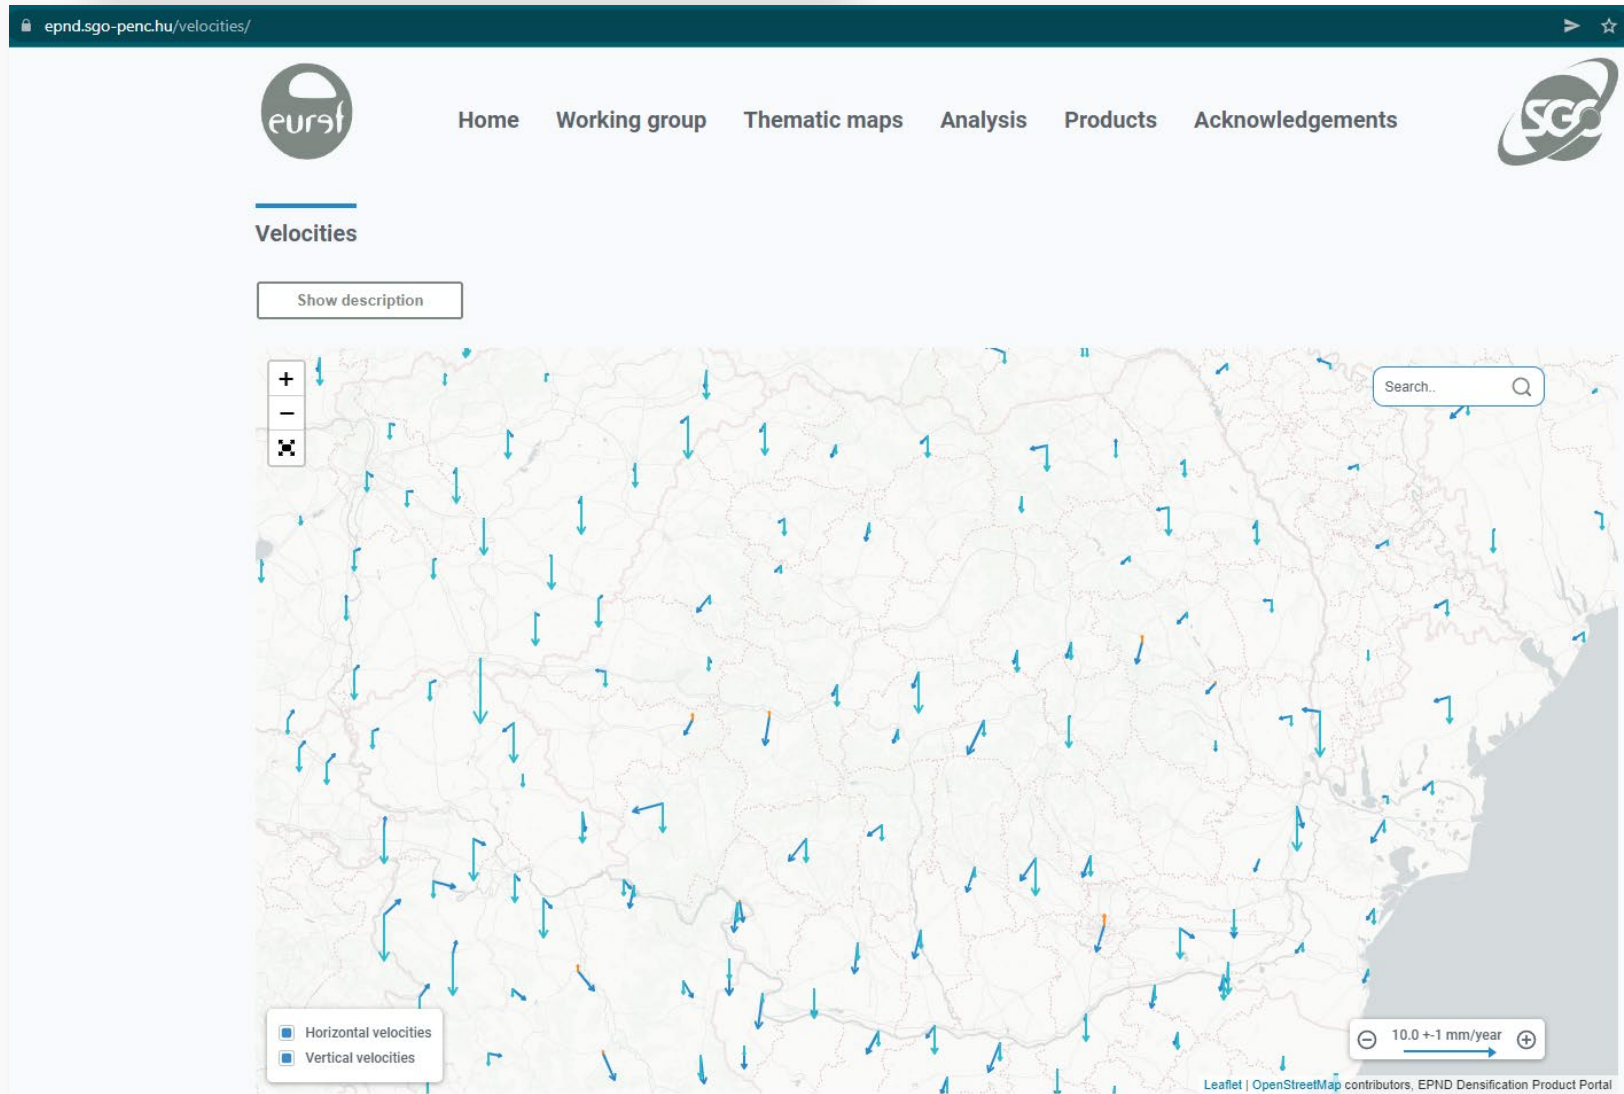 epnd.sgo-penc.hu/velocities/
euref
Home Working group Thematic maps Analysis Products Acknowledgements
SGO
Velocities
Show description
+
−
Search..
Horizontal velocities
Vertical velocities
10.0 +-1 mm/year
Leaflet | OpenStreetMap contributors, EPND Densification Product Portal